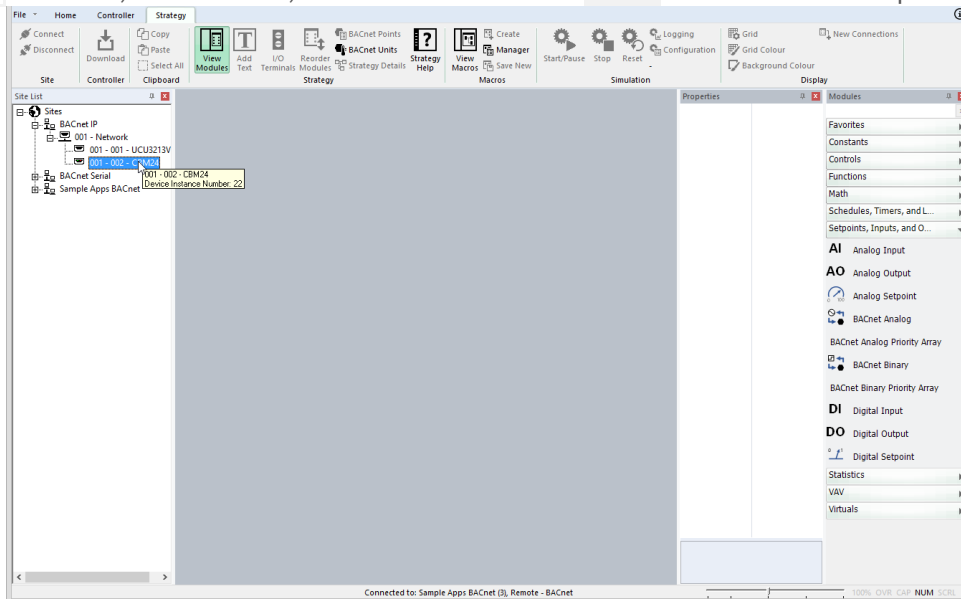 File Home Controller Strategy
Connect
Disconnect
Site
Download
Controller
Copy
Paste
Select All
Clipboard
View Modules
Add Text
I/O Terminals
Reorder Modules
BACnet Points
BACnet Units
Strategy Details
Strategy Help
Strategy
View Macros
Create
Manager
Save New
Macros
Start/Pause
Stop
Reset
Logging
Configuration
-
Simulation
Grid
Grid Colour
Background Colour
New Connections
Display
Site List
Sites
BACnet IP
001 - Network
001 - 001 - UCU3213V
001 - 002 - CBM24
001 - 002 - CBM24
Device Instance Number: 22
BACnet Serial
Sample Apps BACnet
Properties
Modules
Favorites
Constants
Controls
Functions
Math
Schedules, Timers, and L...
Setpoints, Inputs, and O...
AI Analog Input
AO Analog Output
Analog Setpoint
BACnet Analog
BACnet Analog Priority Array
BACnet Binary
BACnet Binary Priority Array
DI Digital Input
DO Digital Output
Digital Setpoint
Statistics
VAV
Virtuals
Connected to: Sample Apps BACnet (3), Remote - BACnet
100% OVR CAP NUM SCRL